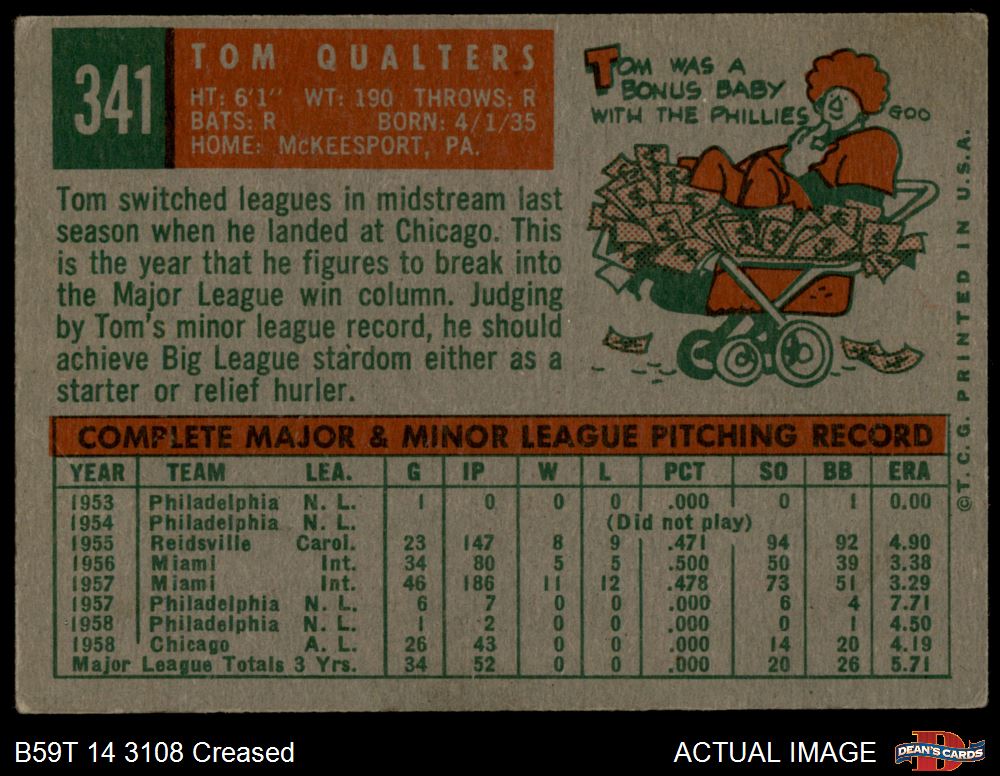 341
TOM QUALTERS
HT: 6'1" WT: 190 THROWS: R
BATS: R BORN: 4/1/35
HOME: McKEESPORT, PA.
TOM WAS A
BONUS BABY
WITH THE PHILLIES
GOO
Tom switched leagues in midstream last
season when he landed at Chicago. This
is the year that he figures to break into
the Major League win column. Judging
by Tom's minor league record, he should
achieve Big League stardom either as a
starter or relief hurler.
©T.C.G. PRINTED IN U.S.A.
COMPLETE MAJOR & MINOR LEAGUE PITCHING RECORD
YEAR TEAM LEA. G IP W L PCT SO BB ERA
1953 Philadelphia N. L. 1 0 0 0 .000 0 1 0.00
1954 Philadelphia N. L. (Did not play)
1955 Reidsville Carol. 23 147 8 9 .471 94 92 4.90
1956 Miami Int. 34 80 5 5 .500 50 39 3.38
1957 Miami Int. 46 186 11 12 .478 73 51 3.29
1957 Philadelphia N. L. 6 7 0 0 .000 6 4 7.71
1958 Philadelphia N. L. 1 2 0 0 .000 0 1 4.50
1958 Chicago A. L. 26 43 0 0 .000 14 20 4.19
Major League Totals 3 Yrs. 34 52 0 0 .000 20 26 5.71
B59T 14 3108 Creased
ACTUAL IMAGE
D
DEAN'S CARDS